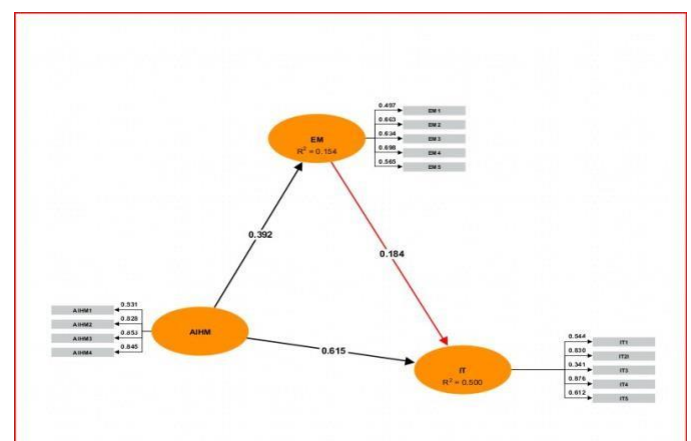 0.497 EM1
0.663 EM2
0.634 EM3
0.698 EM4
0.565 EM5
EM
R² = 0.154
0.392
0.184
AIHM1 0.531
AIHM2 0.828
AIHM3 0.853
AIHM4 0.845
AIHM
0.615
IT
R² = 0.500
0.544 IT1
0.830
0.341 IT3
0.876 IT4
0.612 IT5